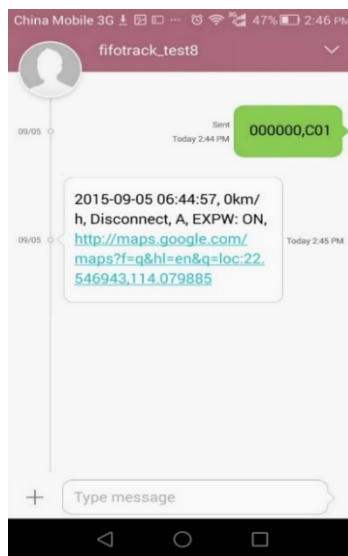 China Mobile 3G ... 3G 47% 2:46 PM
fifotrack_test8
09/05
Sent
Today 2:44 PM
000000,C01
09/05
2015-09-05 06:44:57, 0km/
h, Disconnect, A, EXPW: ON,
http://maps.google.com/
maps?f=q&hl=en&q=loc:22.
546943,114.079885
Today 2:45 PM
Type message